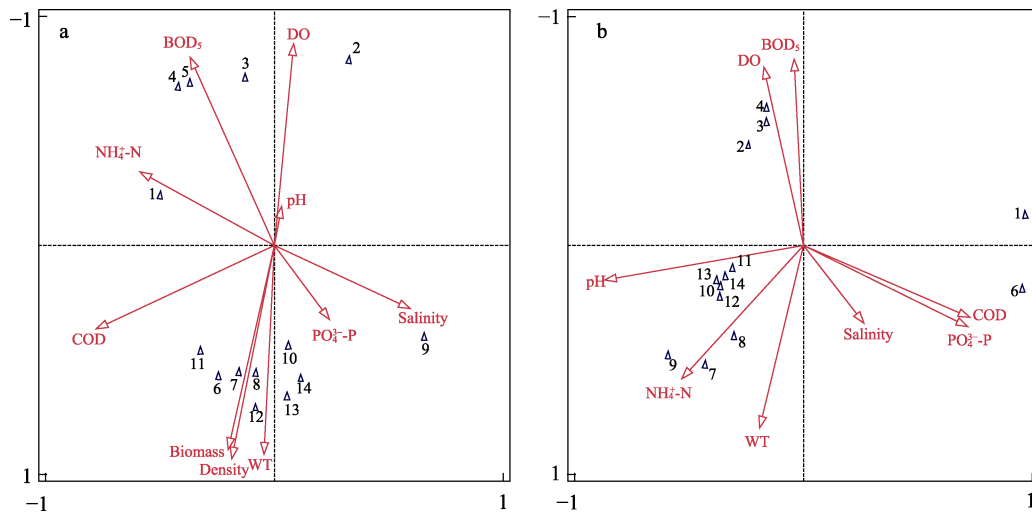 −1
a
BOD₅
DO
2
3
4
5
NH₄⁺-N
1
pH
Salinity
PO₄³⁻-P
9
COD
11
10
6
7
8
14
12
13
Biomass
Density
WT
1
−1
1
−1
b
BOD₅
DO
4
3
2
1
11
13
14
pH
10
12
6
COD
Salinity
PO₄³⁻-P
8
9
7
NH₄⁺-N
WT
1
−1
1